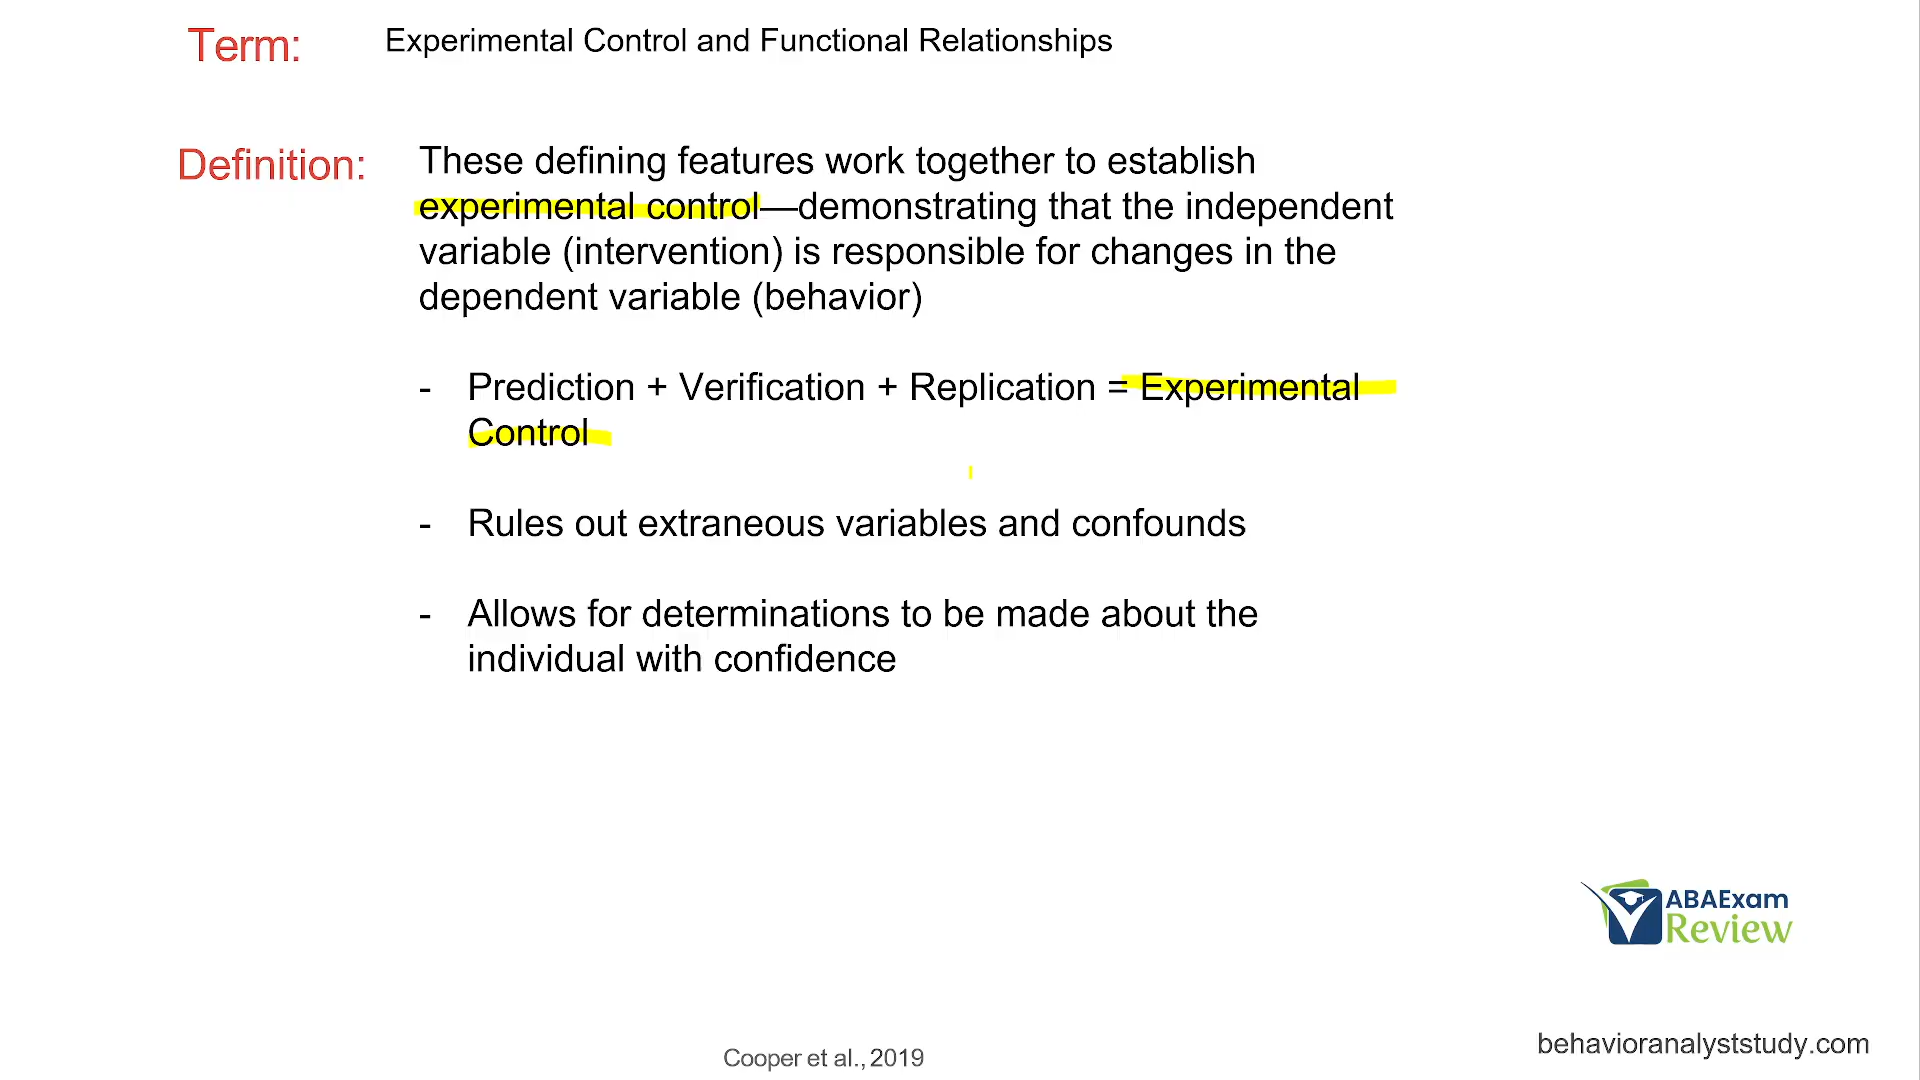 Term: Experimental Control and Functional Relationships
Definition: These defining features work together to establish
experimental control—demonstrating that the independent
variable (intervention) is responsible for changes in the
dependent variable (behavior)
- Prediction + Verification + Replication = Experimental
Control
- Rules out extraneous variables and confounds
- Allows for determinations to be made about the
individual with confidence
ABAExam
Review
behavioranalyststudy.com
Cooper et al., 2019